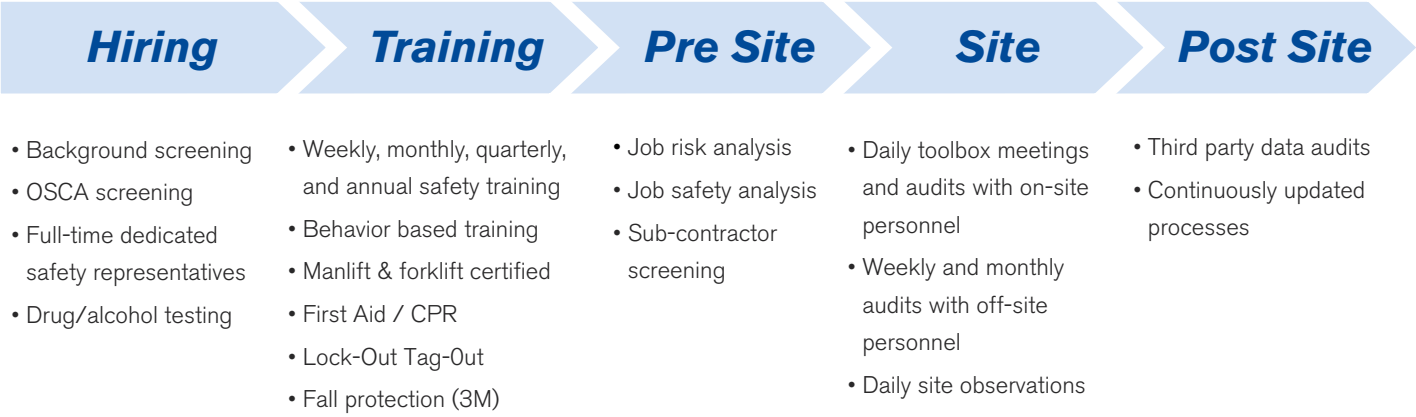 Hiring
Training
Pre Site
Site
Post Site
• Background screening
• OSCA screening
• Full-time dedicated
safety representatives
• Drug/alcohol testing
• Weekly, monthly, quarterly,
and annual safety training
• Behavior based training
• Manlift & forklift certified
• First Aid / CPR
• Lock-Out Tag-0ut
• Fall protection (3M)
• Job risk analysis
• Job safety analysis
• Sub-contractor
screening
• Daily toolbox meetings
and audits with on-site
personnel
• Weekly and monthly
audits with off-site
personnel
• Daily site observations
• Third party data audits
• Continuously updated
processes